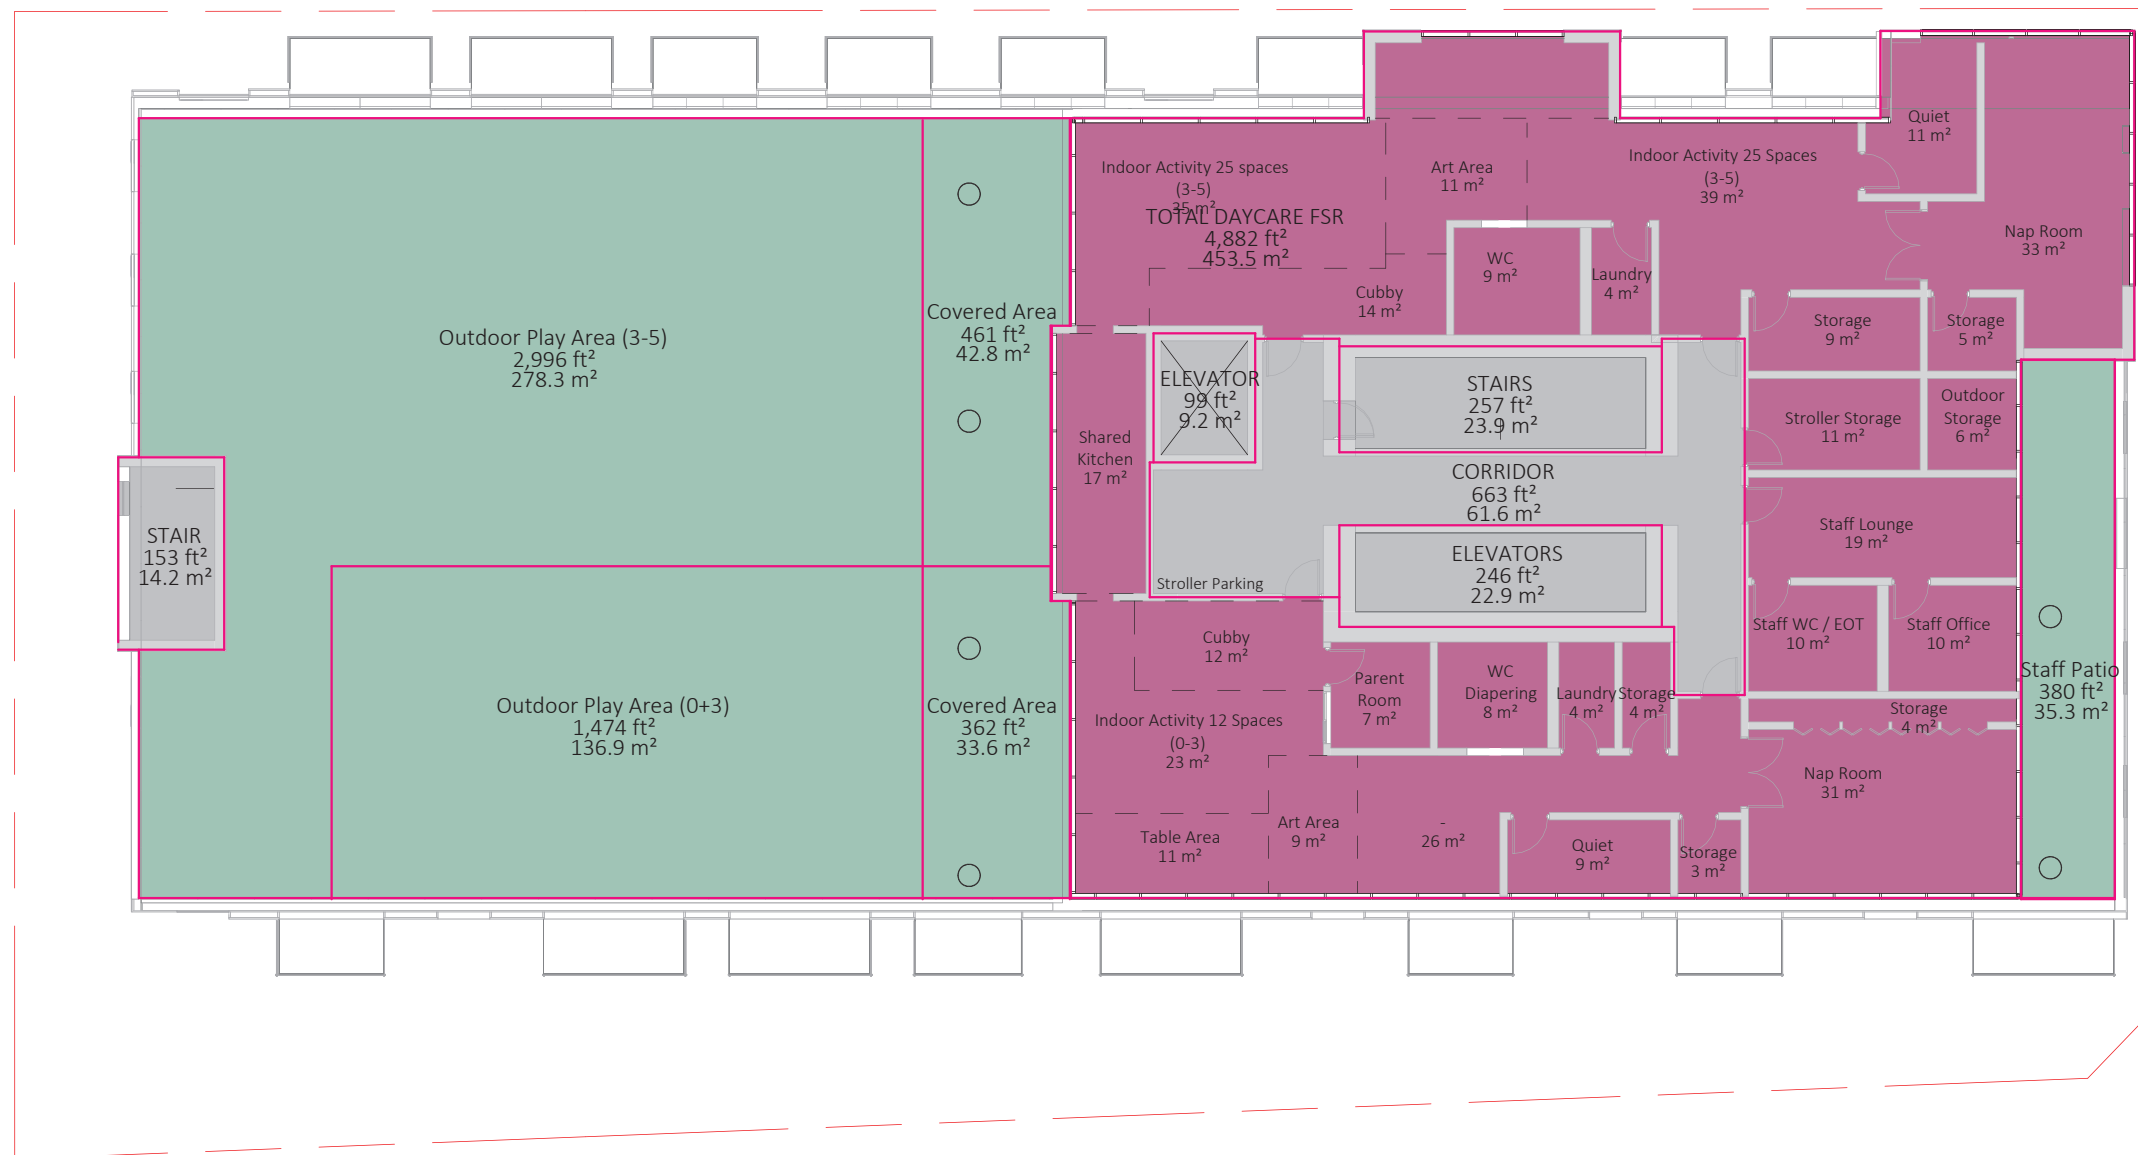 Outdoor Play Area (3-5)
2,996 ft²
278.3 m²
Covered Area
461 ft²
42.8 m²
STAIR
153 ft²
14.2 m²
Outdoor Play Area (0+3)
1,474 ft²
136.9 m²
Covered Area
362 ft²
33.6 m²
Indoor Activity 25 spaces
(3-5)
35 m²
TOTAL DAYCARE FSR
4,882 ft²
453.5 m²
Art Area
11 m²
Indoor Activity 25 Spaces
(3-5)
39 m²
Quiet
11 m²
Nap Room
33 m²
WC
9 m²
Laundry
4 m²
Cubby
14 m²
Storage
9 m²
Storage
5 m²
ELEVATOR
99 ft²
9.2 m²
STAIRS
257 ft²
23.9 m²
Shared
Kitchen
17 m²
Stroller Storage
11 m²
Outdoor
Storage
6 m²
CORRIDOR
663 ft²
61.6 m²
Staff Lounge
19 m²
ELEVATORS
246 ft²
22.9 m²
Stroller Parking
Cubby
12 m²
Staff WC / EOT
10 m²
Staff Office
10 m²
Staff Patio
380 ft²
35.3 m²
Parent
Room
7 m²
WC
Diapering
8 m²
Laundry
4 m²
Storage
4 m²
Storage
4 m²
Indoor Activity 12 Spaces
(0-3)
23 m²
Nap Room
31 m²
Table Area
11 m²
Art Area
9 m²
-
26 m²
Quiet
9 m²
Storage
3 m²